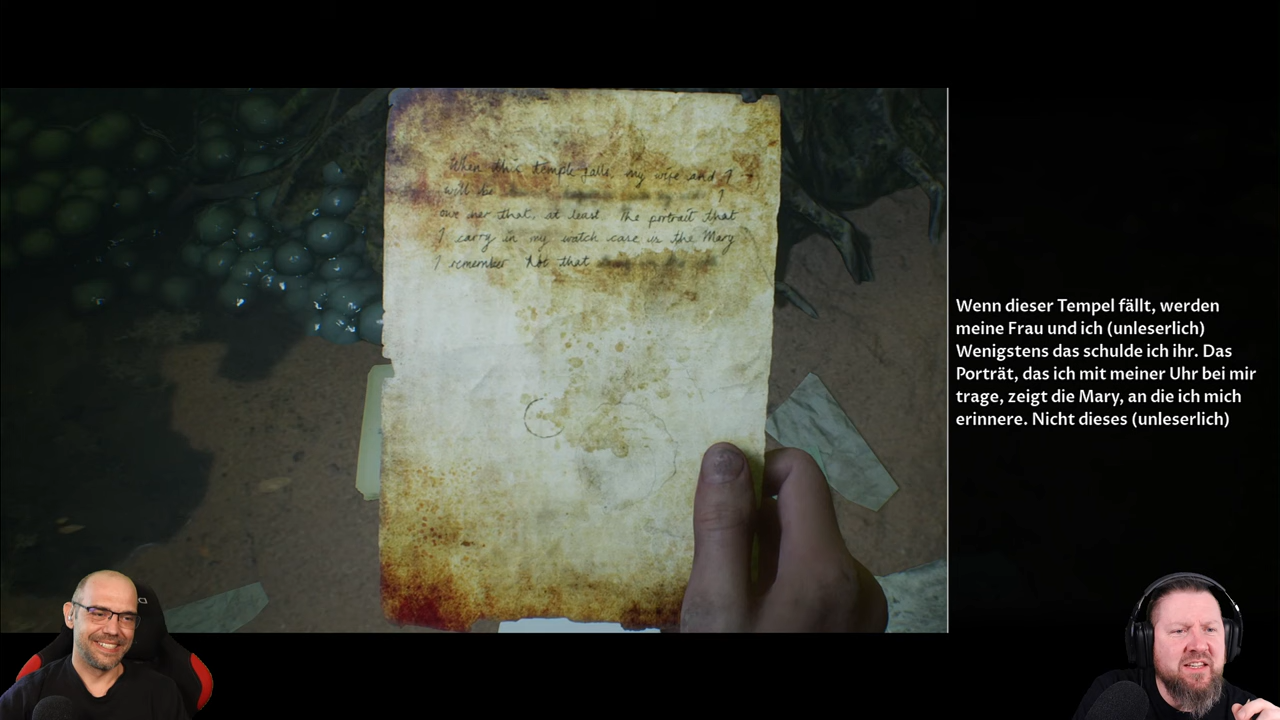 When this temple falls, my wife and I
will be I
owe her that, at least. The portrait that
I carry in my watch case is the Mary
I remember. Not that
Wenn dieser Tempel fällt, werden
meine Frau und ich (unleserlich)
Wenigstens das schulde ich ihr. Das
Porträt, das ich mit meiner Uhr bei mir
trage, zeigt die Mary, an die ich mich
erinnere. Nicht dieses (unleserlich)